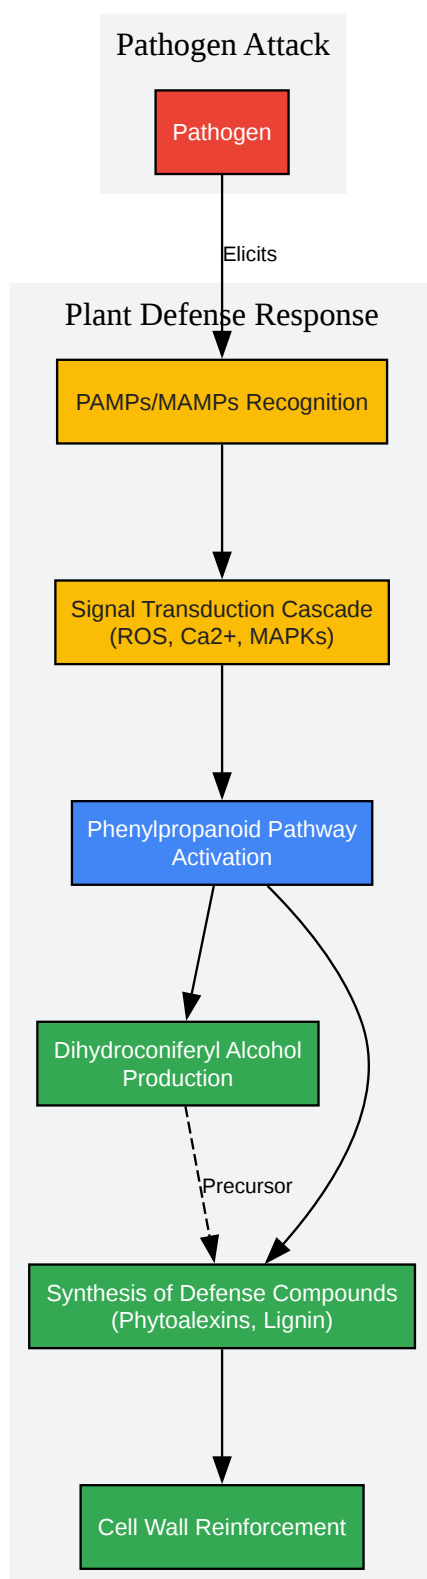 Pathogen Attack
Pathogen
Elicits
Plant Defense Response
PAMPs/MAMPs Recognition
Signal Transduction Cascade
(ROS, Ca2+, MAPKs)
Phenylpropanoid Pathway
Activation
Dihydroconiferyl Alcohol
Production
Precursor
Synthesis of Defense Compounds
(Phytoalexins, Lignin)
Cell Wall Reinforcement